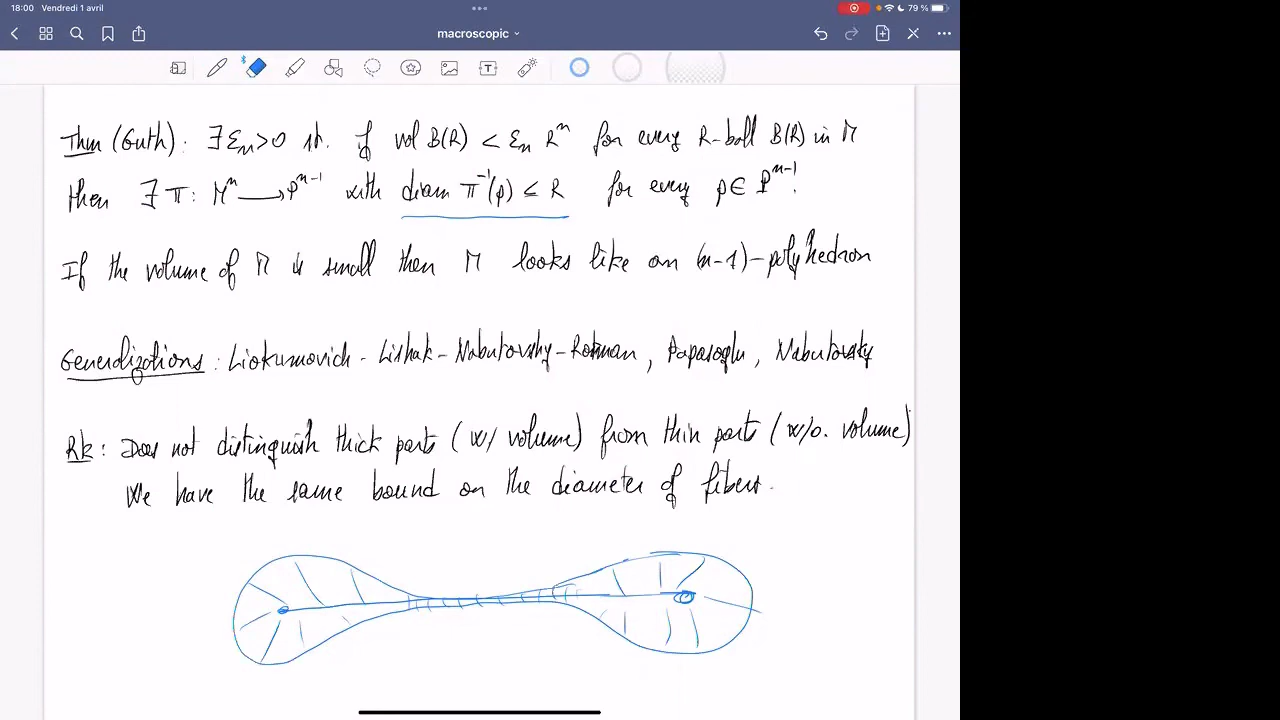 18:00 Vendredi 1 avril
79 %
macroscopic
Thm (Guth): ∃ εₙ>0 st. if vol B(R) < εₙ Rⁿ for every R-ball B(R) in M
then ∃ π: Mⁿ ⟶ Pⁿ⁻¹ with diam π⁻¹(p) ≤ R for every p∈ Pⁿ⁻¹.
If the volume of M is small then M looks like an (n-1)-polyhedron
Generalizations: Liokumovich - Lishak - Nabutovsky - Rotman, Papasoglu, Nabutovsky
Rk: Does not distinguish thick parts (w/ volume) from thin parts (w/o. volume)
We have the same bound on the diameter of fibers.